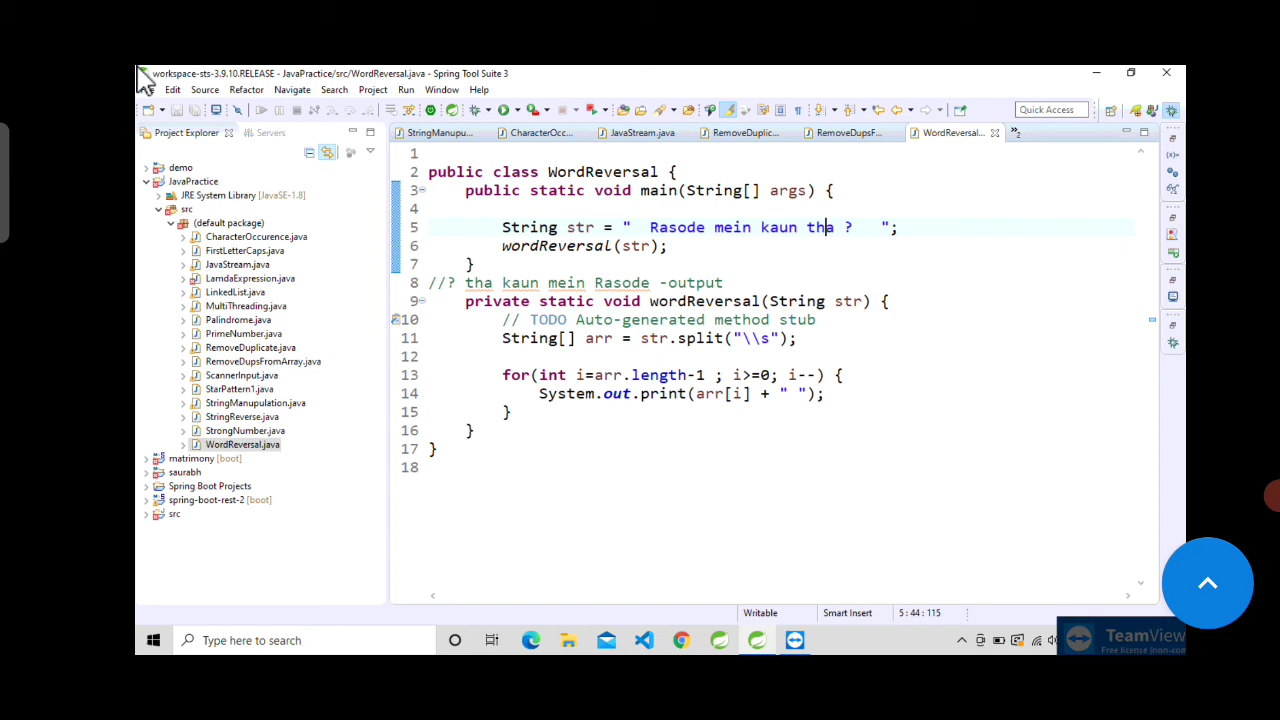 workspace-sts-3.9.10.RELEASE - JavaPractice/src/WordReversal.java - Spring Tool Suite 3
Edit Source Refactor Navigate Search Project Run Window Help
Quick Access
Project Explorer Servers
StringManupu... CharacterOcc... JavaStream.java RemoveDuplic... RemoveDupsF... WordReversal... »2
demo
JavaPractice
JRE System Library [JavaSE-1.8]
src
(default package)
CharacterOccurence.java
FirstLetterCaps.java
JavaStream.java
LamdaExpression.java
LinkedList.java
MultiThreading.java
Palindrome.java
PrimeNumber.java
RemoveDuplicate.java
RemoveDupsFromArray.java
ScannerInput.java
StarPattern1.java
StringManupulation.java
StringReverse.java
StrongNumber.java
WordReversal.java
matrimony [boot]
saurabh
Spring Boot Projects
spring-boot-rest-2 [boot]
src
1
2 public class WordReversal {
3 public static void main(String[] args) {
4
5 String str = "  Rasode mein kaun tha ?   ";
6 wordReversal(str);
7 }
8 //? tha kaun mein Rasode -output
9 private static void wordReversal(String str) {
10 // TODO Auto-generated method stub
11 String[] arr = str.split("\\s");
12
13 for(int i=arr.length-1 ; i>=0; i--) {
14 System.out.print(arr[i] + " ");
15 }
16 }
17 }
18
Writable Smart Insert 5 : 44 : 115
Type here to search
TeamView
Free license (non-com